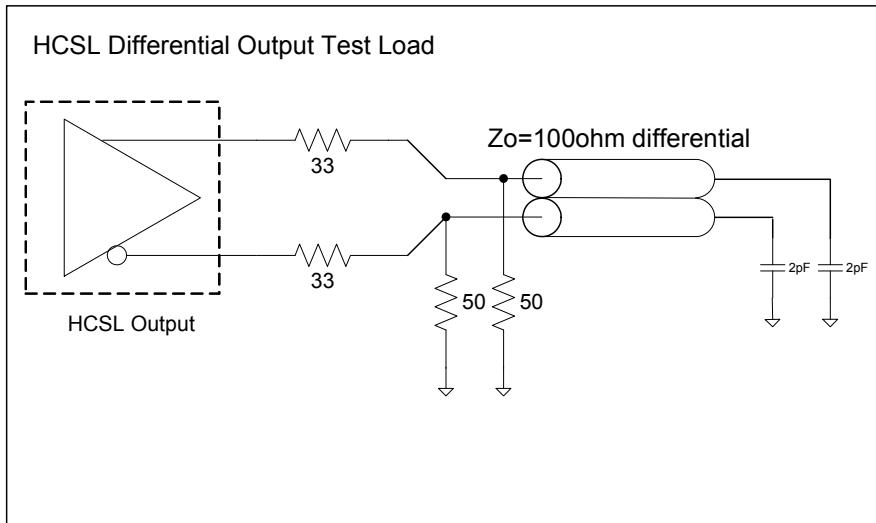 HCSL Differential Output Test Load
Zo=100ohm differential
33
33
2pF
2pF
50
50
HCSL Output